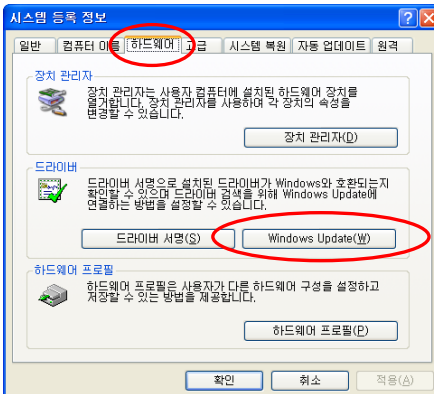 시스템 등록 정보
일반 컴퓨터 이름 하드웨어 고급 시스템 복원 자동 업데이트 원격
장치 관리자
장치 관리자는 사용자 컴퓨터에 설치된 하드웨어 장치를
열거합니다. 장치 관리자를 사용하여 각 장치의 속성을
변경할 수 있습니다.
장치 관리자(D)
드라이버
드라이버 서명으로 설치된 드라이버가 Windows와 호환되는지
확인할 수 있으며 드라이버 검색을 위해 Windows Update에
연결하는 방법을 설정할 수 있습니다.
드라이버 서명(S) Windows Update(W)
하드웨어 프로필
하드웨어 프로필은 사용자가 다른 하드웨어 구성을 설정하고
저장할 수 있는 방법을 제공합니다.
하드웨어 프로필(P)
확인 취소 적용(A)